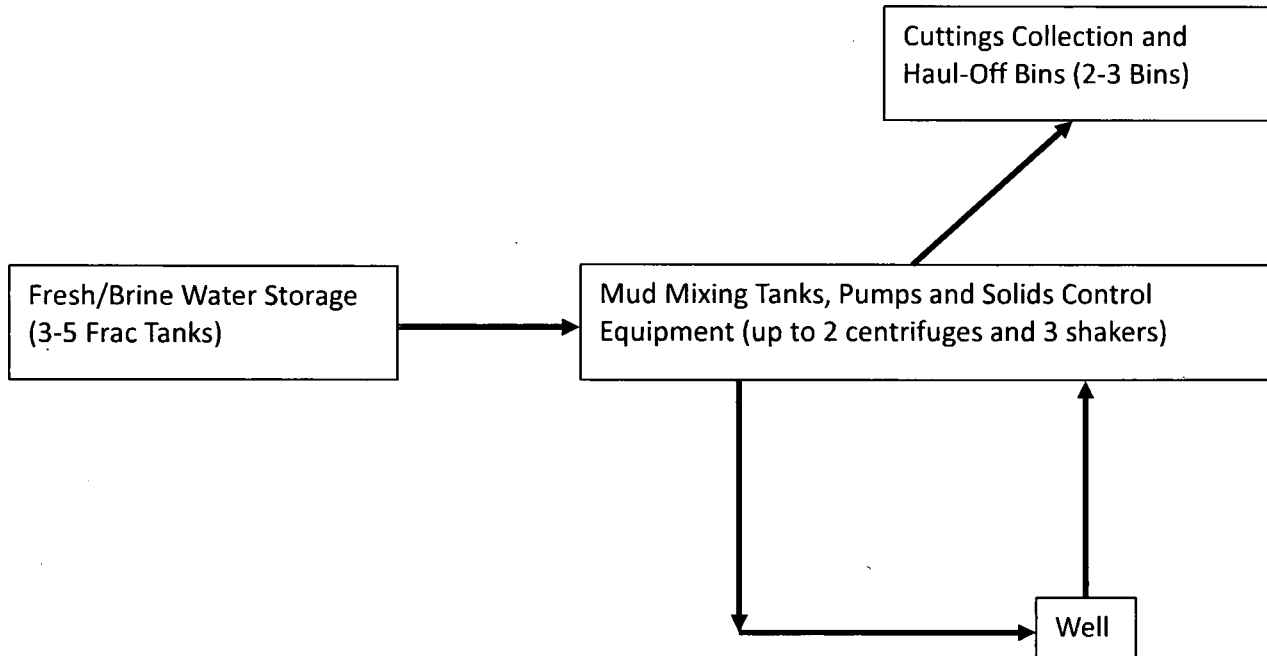 Cuttings Collection and
Haul-Off Bins (2-3 Bins)
Fresh/Brine Water Storage
(3-5 Frac Tanks)
Mud Mixing Tanks, Pumps and Solids Control
Equipment (up to 2 centrifuges and 3 shakers)
Well